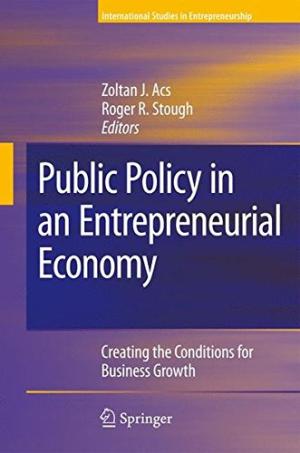 International Studies in Entrepreneurship
Zoltan J. Acs
Roger R. Stough
Editors
Public Policy in
an Entrepreneurial
Economy
Creating the Conditions for
Business Growth
Springer